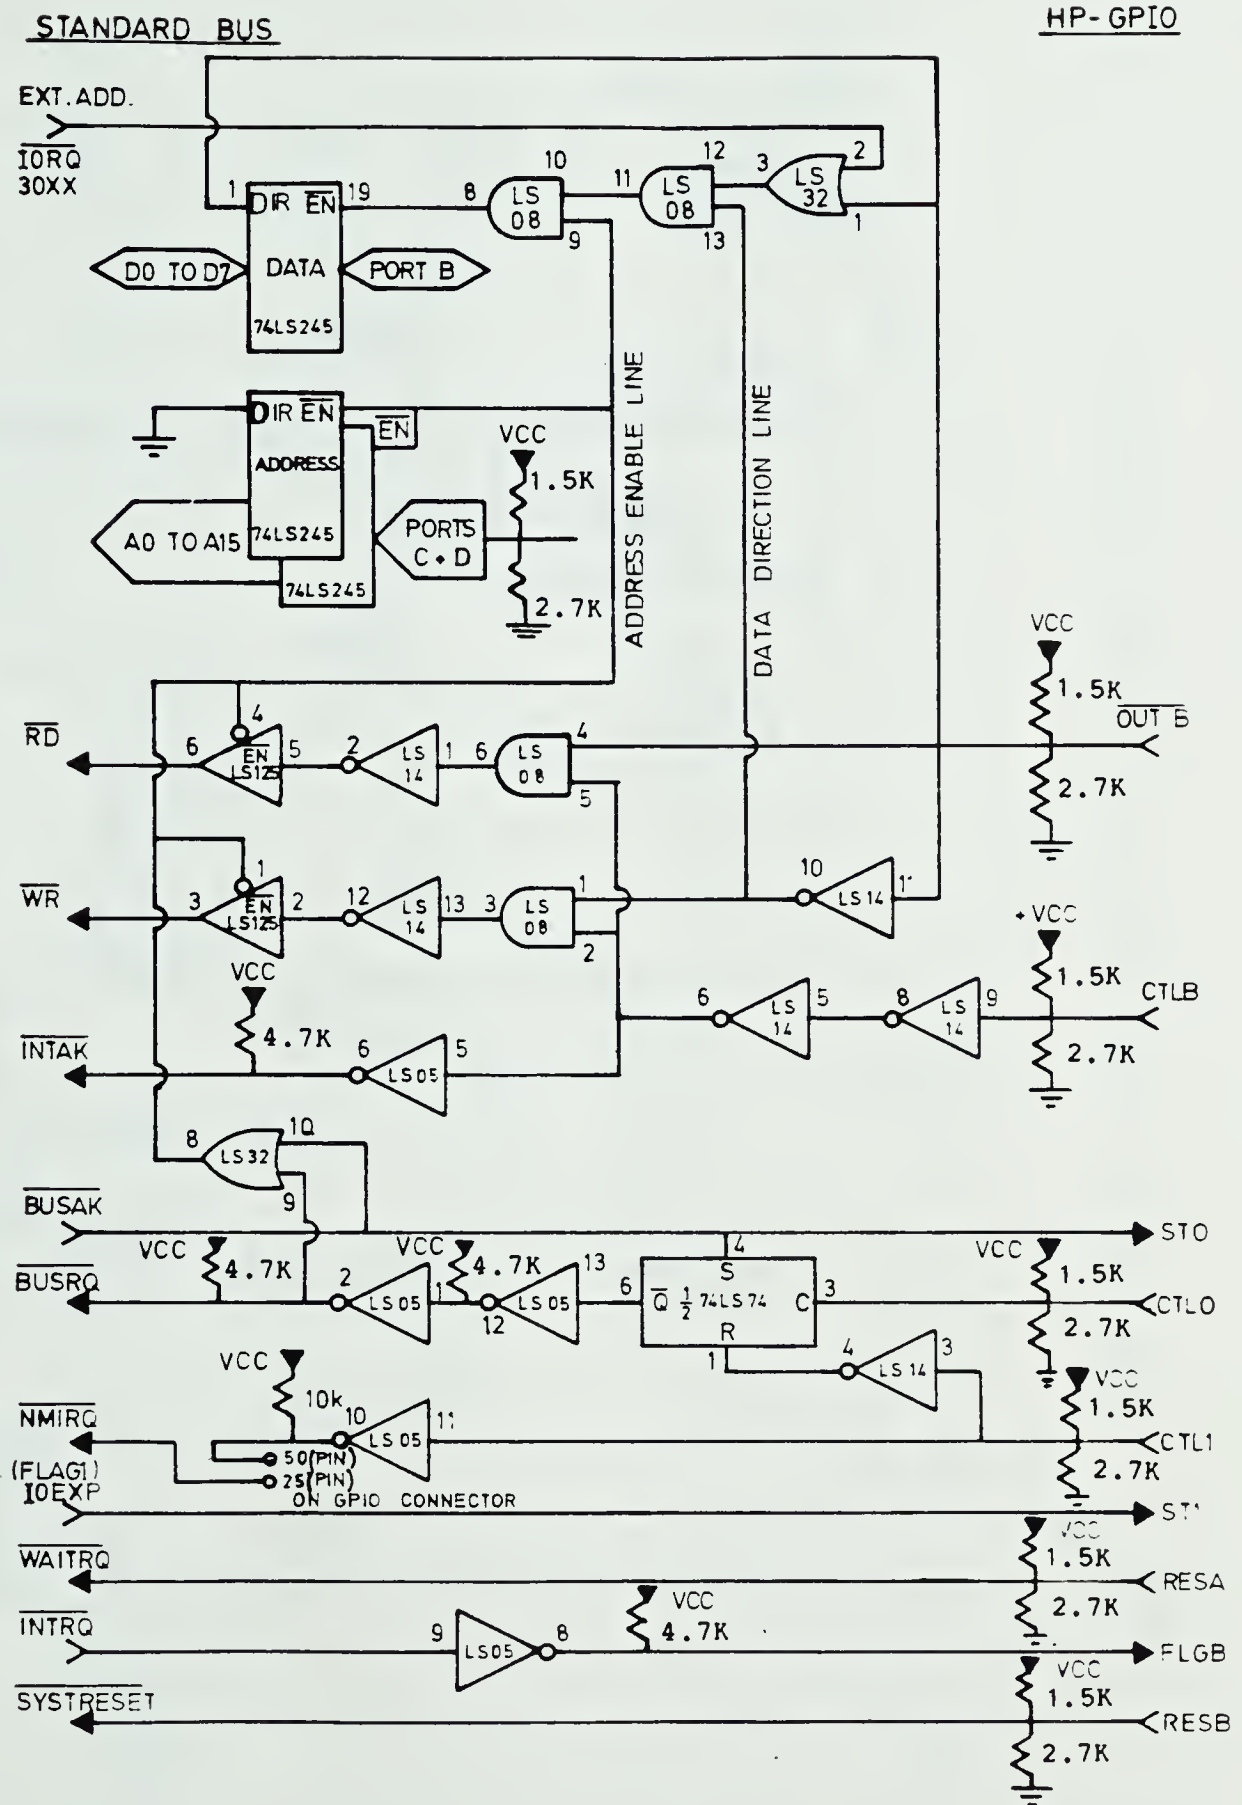 STANDARD BUS
HP-GPIO
EXT. ADD.
IORQ
30XX
1 DIR EN 19
DATA
74LS245
D0 TO D7
PORT B
8 LS 08 10 9
11 LS 08 12 13
3 LS 32 2 1
DIR EN
EN
ADDRESS
74LS245
74LS245
A0 TO A15
PORTS C+D
VCC
1.5K
2.7K
ADDRESS ENABLE LINE
DATA DIRECTION LINE
VCC
1.5K
2.7K
OUT B
RD
6 EN LS125 4 5
2 LS 14 1
6 LS 08 4 5
WR
3 EN LS125 1 2
12 LS 14 13
3 LS 08 1 2
10 LS14 11
+VCC
1.5K
2.7K
CTLB
6 LS 14 5
8 LS 14 9
INTAK
VCC
4.7K
6 LS05 5
8 LS32 10 9
BUSAK
STO
BUSRQ
VCC
4.7K
2 LS05 1
VCC
4.7K
12 LS05 13
6 Q 1/2 74LS74 C 3
S 4
R 1
VCC
1.5K
2.7K
CTLO
4 LS14 3
NMIRQ
VCC
10k
10 LS05 11
50(PIN)
25(PIN)
ON GPIO CONNECTOR
VCC
1.5K
2.7K
CTL1
(FLAG1)
IOEXP
ST1
WAITRQ
VCC
1.5K
2.7K
RESA
INTRQ
9 LS05 8
VCC
4.7K
FLGB
SYSTRESET
VCC
1.5K
2.7K
RESB